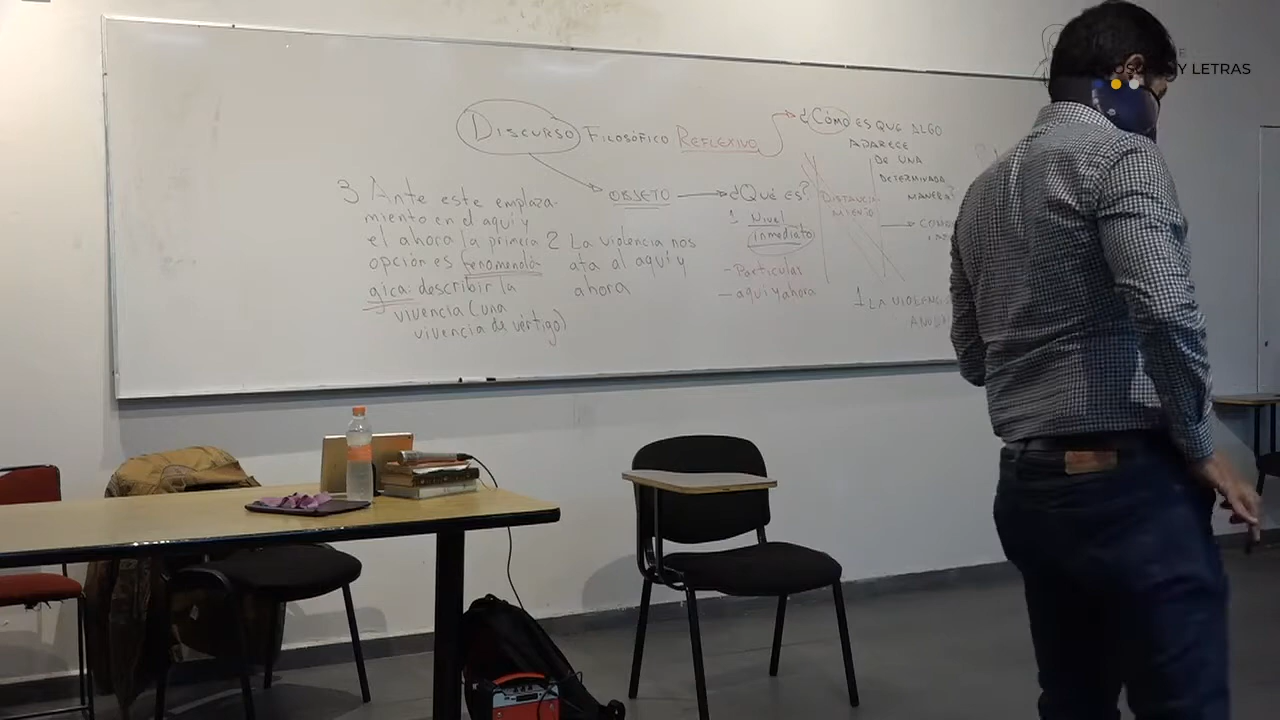 Y LETRAS
DISCURSO FILOSÓFICO REFLEXIVO
¿CÓMO ES QUE ALGO
APARECE
DE UNA
DETERMINADA
MANERA?
OBJETO
¿QUÉ ES?
DISTANCIA-
MIENTO
1 Nivel
inmediato
- Partículas
- aquí y ahora
1 LA VIOLENCIA
2 La violencia nos
ata al aquí y
ahora
3 Ante este emplaza-
miento en el aquí y
el ahora la primera
opción es fenomenoló-
gica: describir la
vivencia (una
vivencia de vértigo)